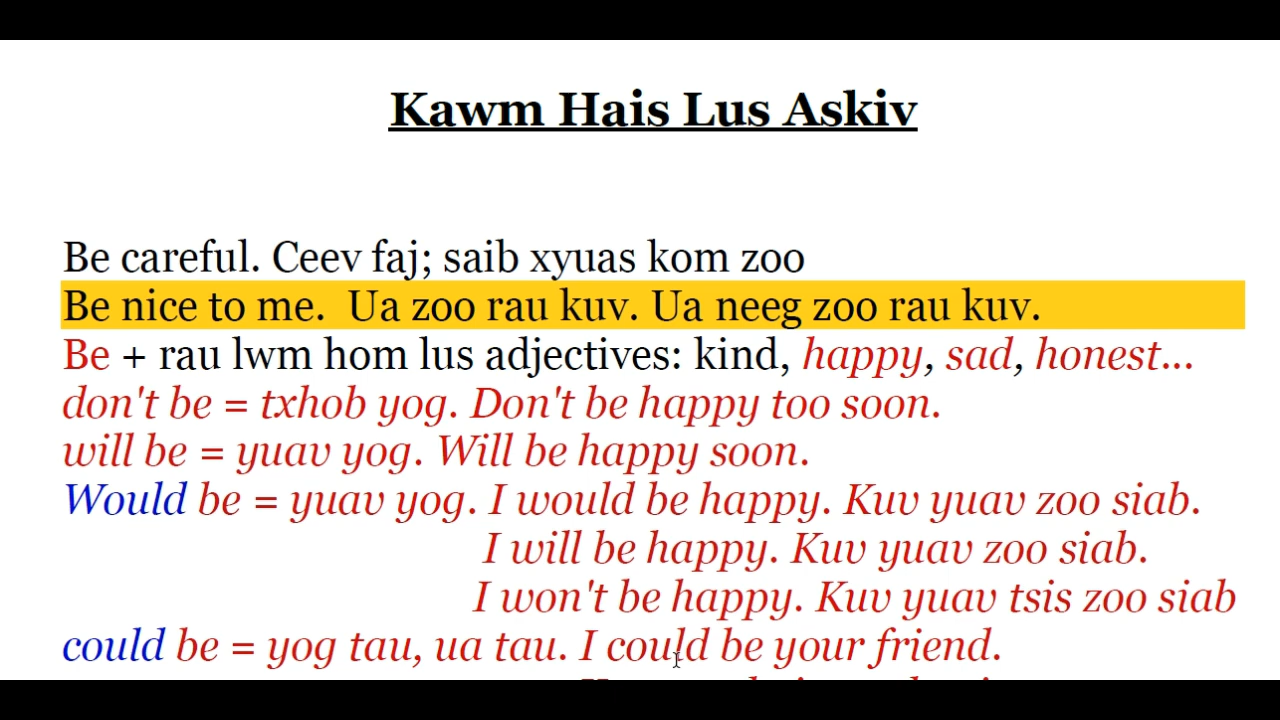 Kawm Hais Lus Askiv
Be careful. Ceev faj; saib xyuas kom zoo
Be nice to me.  Ua zoo rau kuv. Ua neeg zoo rau kuv.
Be + rau lwm hom lus adjectives: kind, happy, sad, honest...
don't be = txhob yog. Don't be happy too soon.
will be = yuav yog. Will be happy soon.
Would be = yuav yog. I would be happy. Kuv yuav zoo siab.
I will be happy. Kuv yuav zoo siab.
I won't be happy. Kuv yuav tsis zoo siab
could be = yog tau, ua tau. I could be your friend.